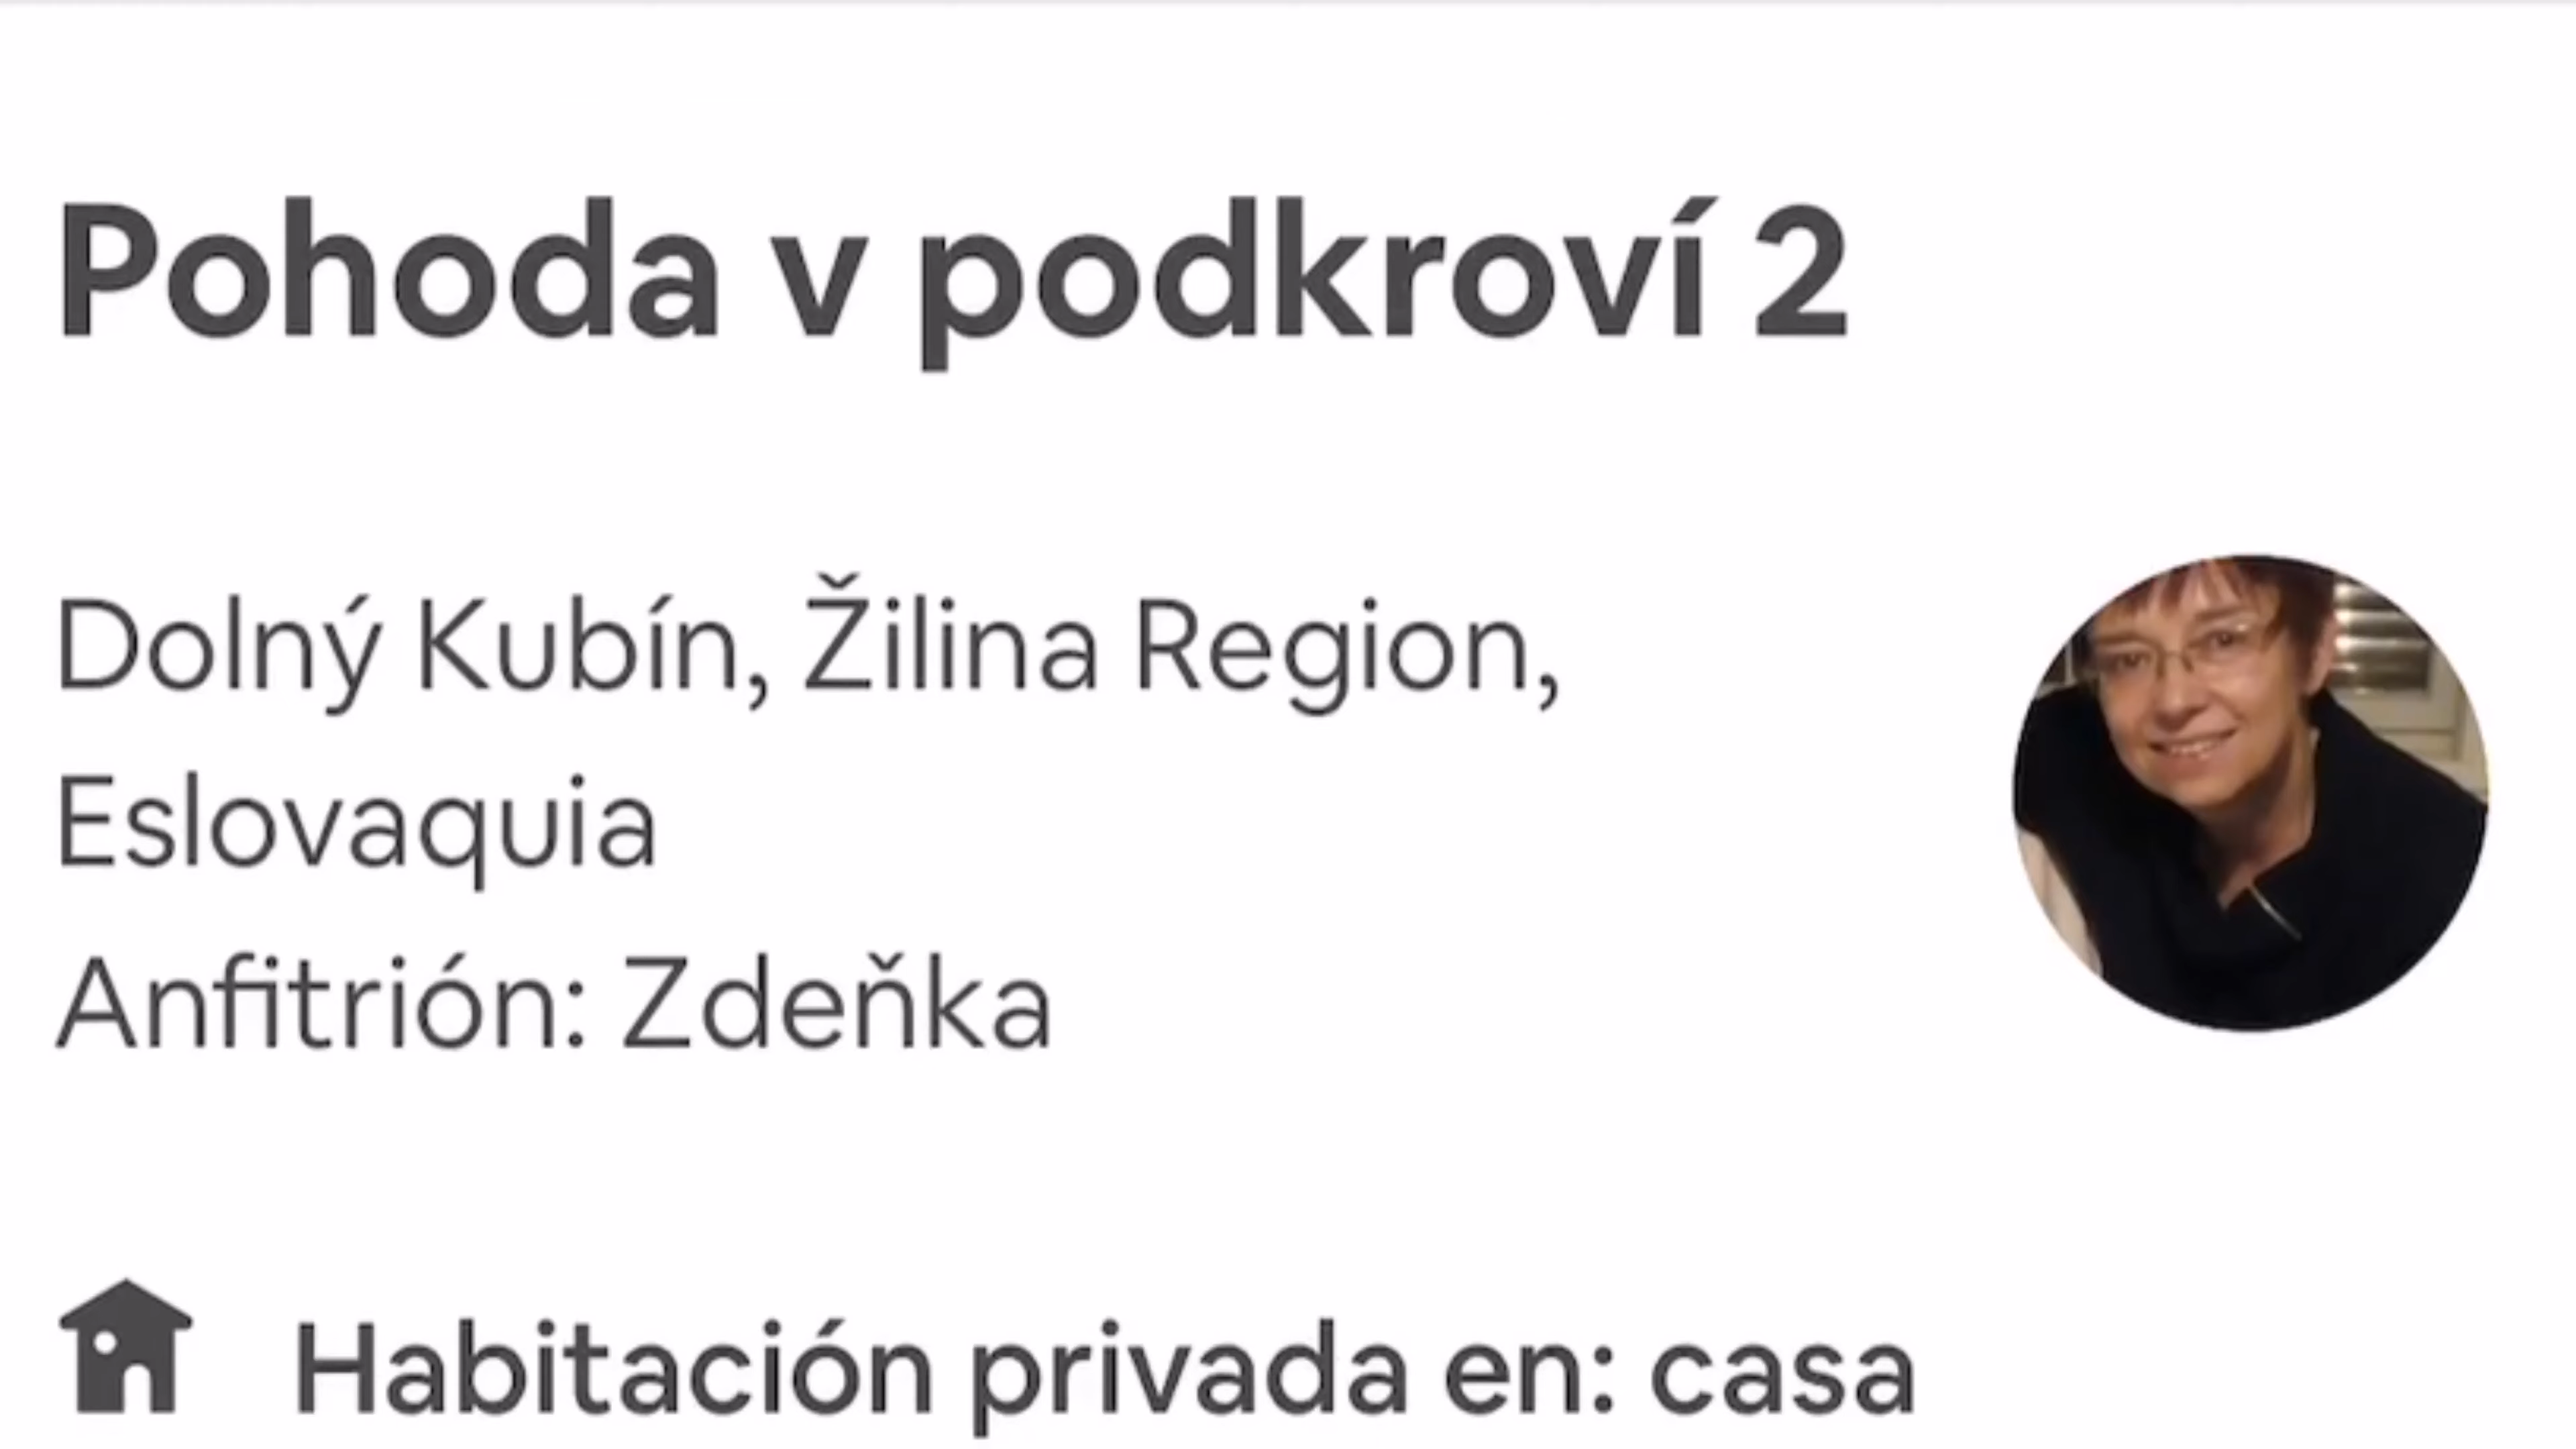 Pohoda v podkroví 2
Dolný Kubín, Žilina Region,
Eslovaquia
Anfitrión: Zdeňka
Habitación privada en: casa